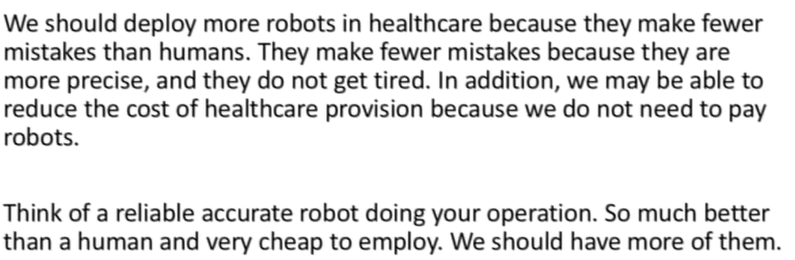 We should deploy more robots in healthcare because they make fewer
mistakes than humans. They make fewer mistakes because they are
more precise, and they do not get tired. In addition, we may be able to
reduce the cost of healthcare provision because we do not need to pay
robots.
Think of a reliable accurate robot doing your operation. So much better
than a human and very cheap to employ. We should have more of them.